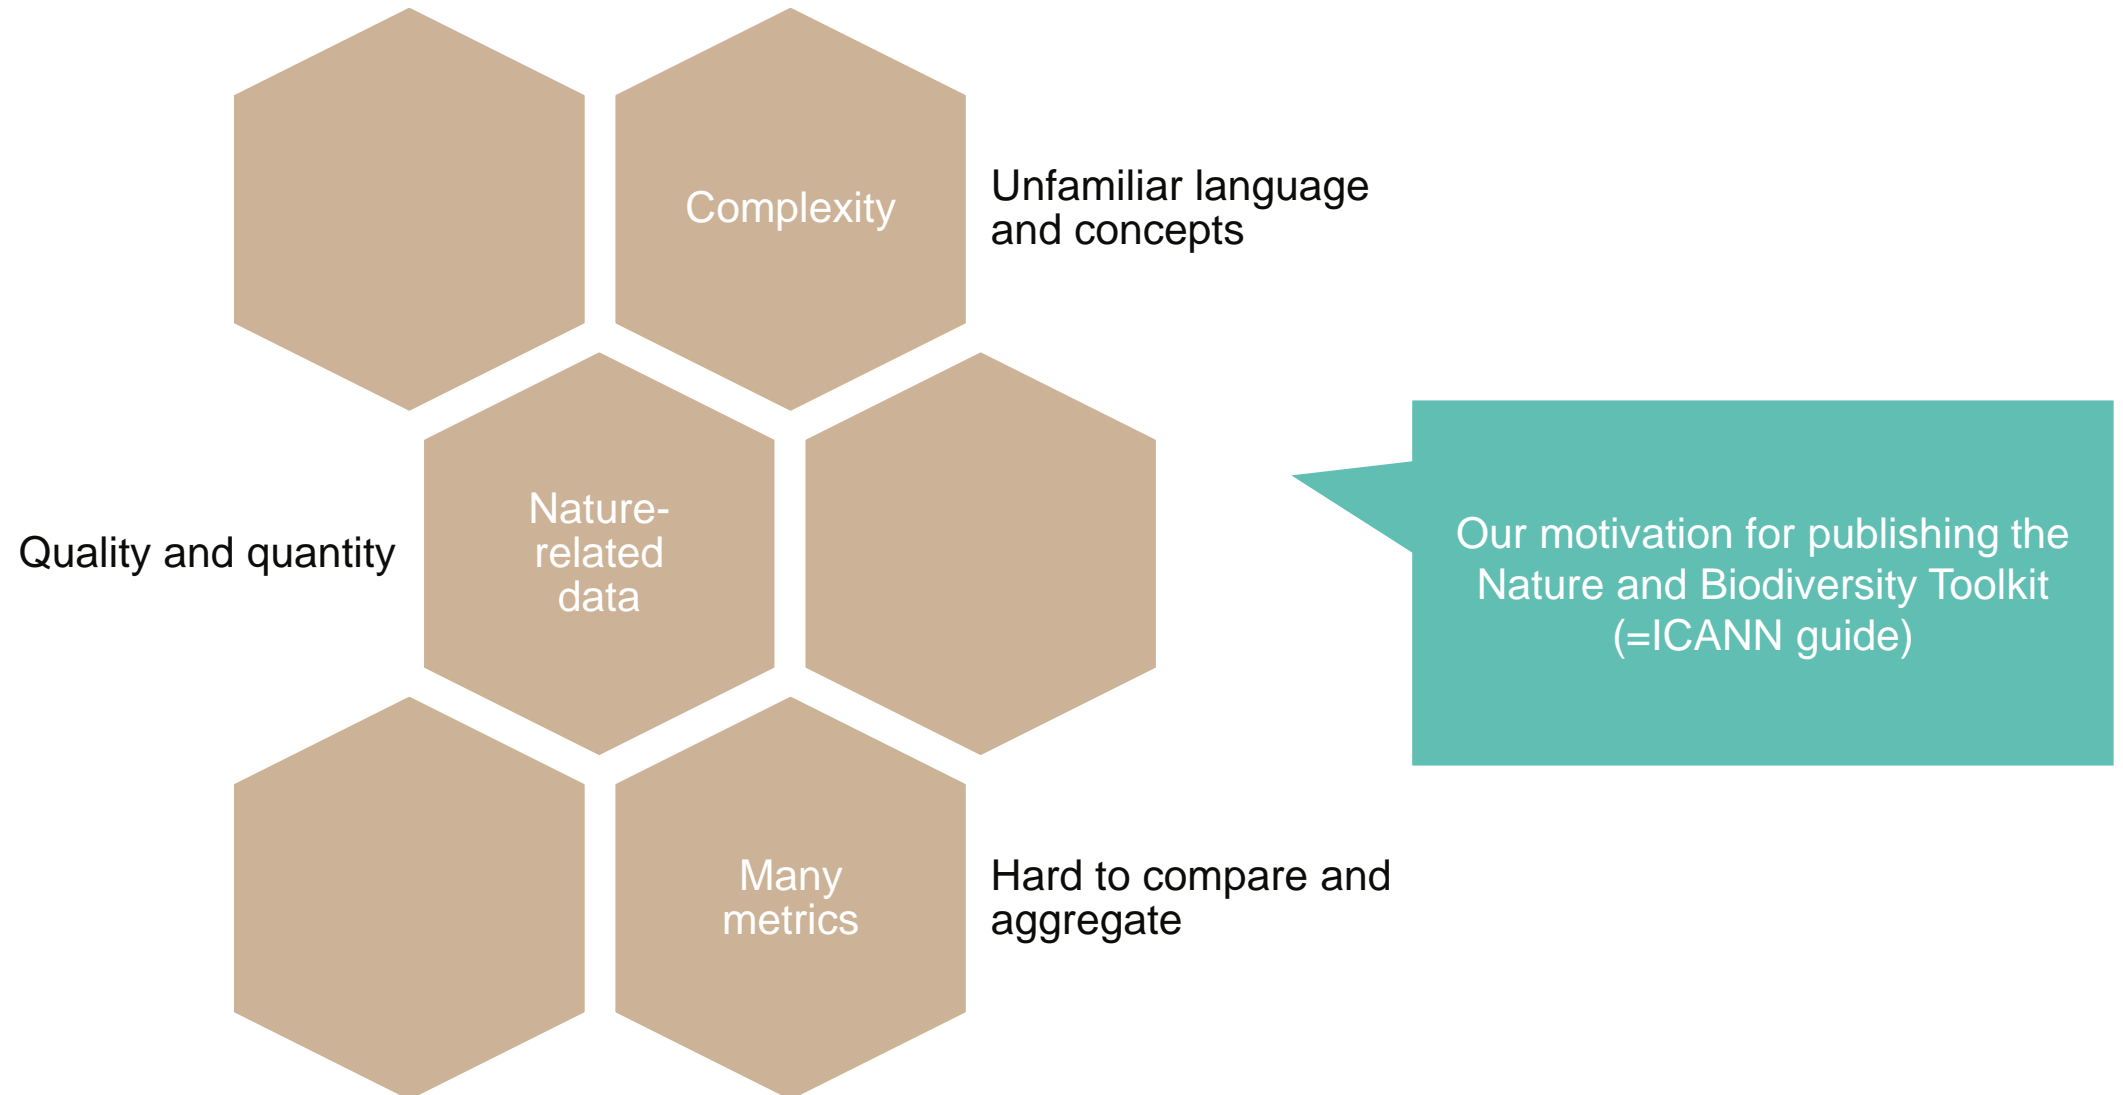 Complexity
Unfamiliar language
and concepts
Quality and quantity
Nature-
related
data
Many
metrics
Hard to compare and
aggregate
Our motivation for publishing the
Nature and Biodiversity Toolkit
(=ICANN guide)